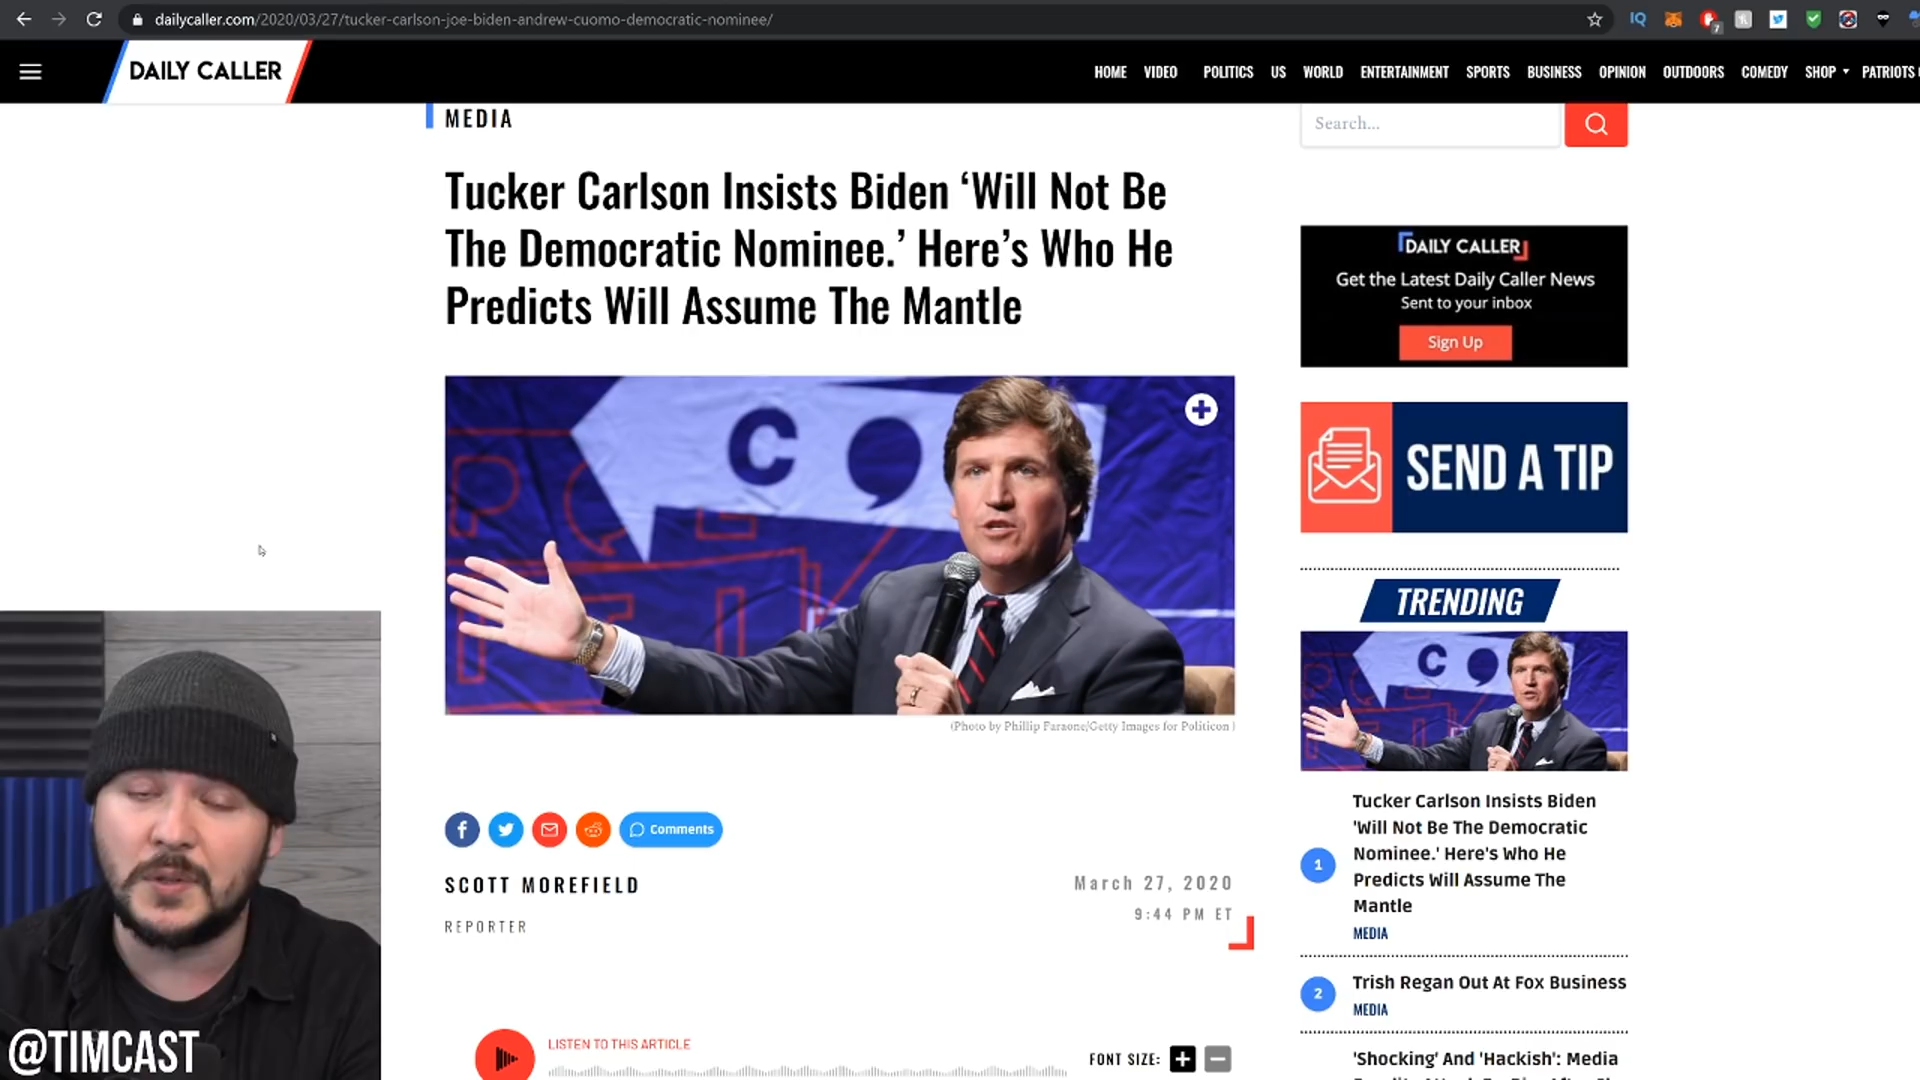 dailycaller.com/2020/03/27/tucker-carlson-joe-biden-andrew-cuomo-democratic-nominee/
IQ
7
DAILY CALLER
HOME VIDEO POLITICS US WORLD ENTERTAINMENT SPORTS BUSINESS OPINION OUTDOORS COMEDY SHOP PATRIOTS
MEDIA
Search...
Tucker Carlson Insists Biden ‘Will Not Be
The Democratic Nominee.’ Here’s Who He
Predicts Will Assume The Mantle
DAILY CALLER
Get the Latest Daily Caller News
Sent to your inbox
Sign Up
SEND A TIP
TRENDING
(Photo by Phillip Faraone/Getty Images for Politicon )
Comments
SCOTT MOREFIELD
REPORTER
March 27, 2020
9:44 PM ET
LISTEN TO THIS ARTICLE
FONT SIZE:
1
Tucker Carlson Insists Biden
'Will Not Be The Democratic
Nominee.' Here's Who He
Predicts Will Assume The
Mantle
MEDIA
2
Trish Regan Out At Fox Business
MEDIA
'Shocking' And 'Hackish': Media
@TIMCAST